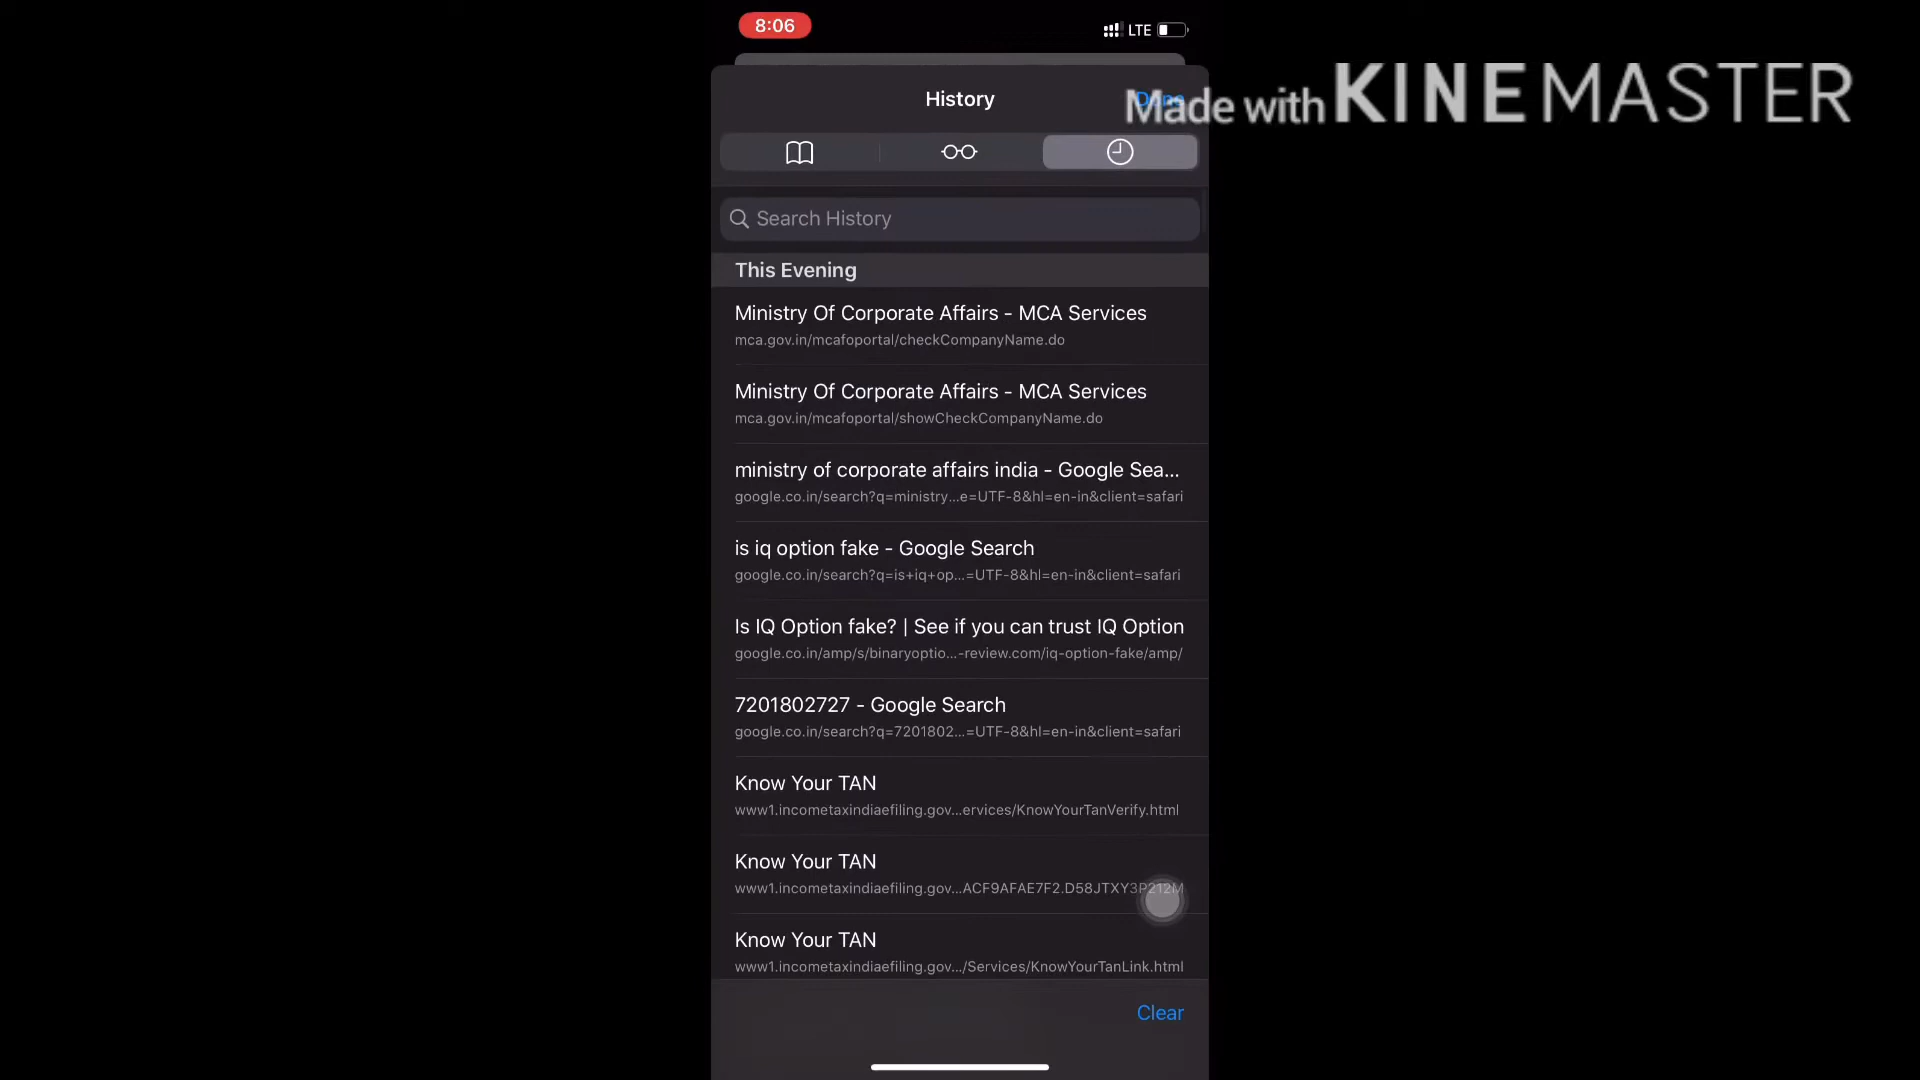 8:06
LTE
History
Done
Made with KINEMASTER
Search History
This Evening
Ministry Of Corporate Affairs - MCA Services
mca.gov.in/mcafoportal/checkCompanyName.do
Ministry Of Corporate Affairs - MCA Services
mca.gov.in/mcafoportal/showCheckCompanyName.do
ministry of corporate affairs india - Google Sea...
google.co.in/search?q=ministry...e=UTF-8&hl=en-in&client=safari
is iq option fake - Google Search
google.co.in/search?q=is+iq+op...=UTF-8&hl=en-in&client=safari
Is IQ Option fake? | See if you can trust IQ Option
google.co.in/amp/s/binaryoptio...-review.com/iq-option-fake/amp/
7201802727 - Google Search
google.co.in/search?q=7201802...=UTF-8&hl=en-in&client=safari
Know Your TAN
www1.incometaxindiaefiling.gov...ervices/KnowYourTanVerify.html
Know Your TAN
www1.incometaxindiaefiling.gov...ACF9AFAE7F2.D58JTXY3P212M
Know Your TAN
www1.incometaxindiaefiling.gov.../Services/KnowYourTanLink.html
Clear